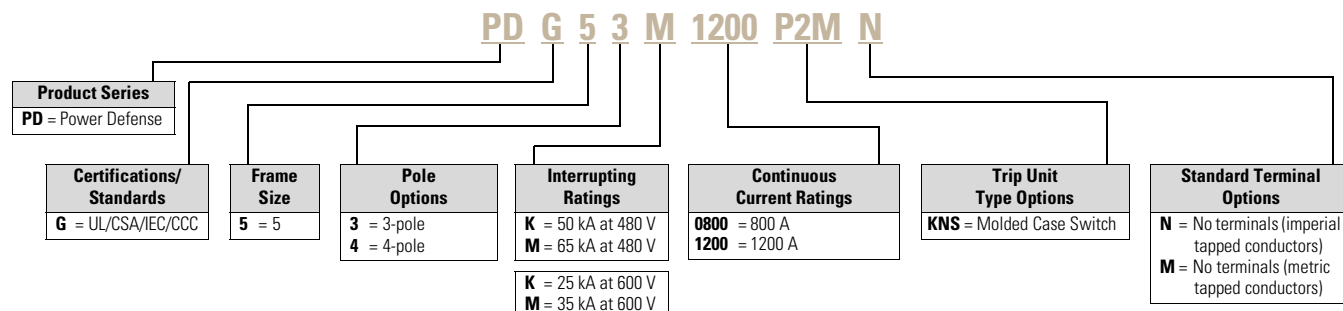 PD G 5 3 M 1200 P2M N
Product Series
PD = Power Defense
Certifications/
Standards
G = UL/CSA/IEC/CCC
Frame
Size
5 = 5
Pole
Options
3 = 3-pole
4 = 4-pole
Interrupting
Ratings
K = 50 kA at 480 V
M = 65 kA at 480 V
K = 25 kA at 600 V
M = 35 kA at 600 V
Continuous
Current Ratings
0800 = 800 A
1200 = 1200 A
Trip Unit
Type Options
KNS = Molded Case Switch
Standard Terminal
Options
N = No terminals (imperial
tapped conductors)
M = No terminals (metric
tapped conductors)